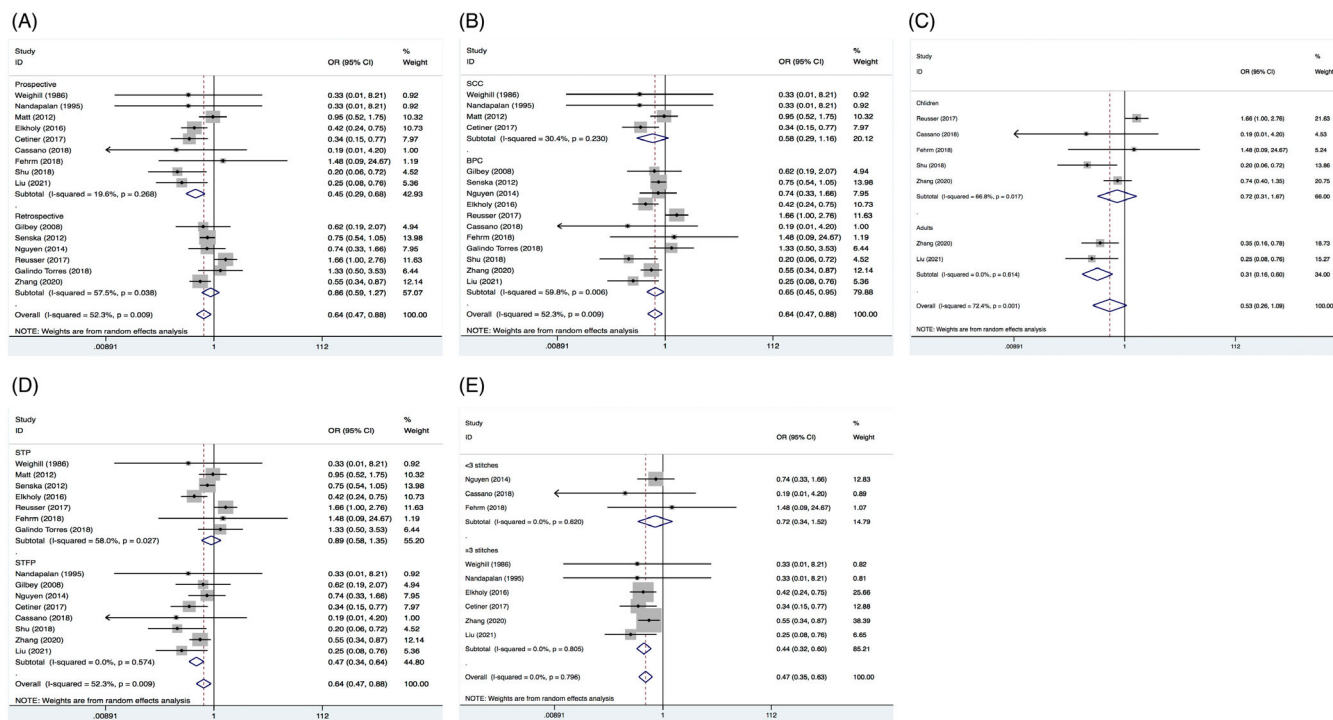 (A)
Study %
ID OR (95% CI) Weight
Prospective
Weighill (1986) 0.33 (0.01, 8.21) 0.92
Nandapalan (1995) 0.33 (0.01, 8.21) 0.92
Matt (2012) 0.95 (0.52, 1.75) 10.32
Elkholy (2016) 0.42 (0.24, 0.75) 10.73
Cetiner (2017) 0.34 (0.15, 0.77) 7.97
Cassano (2018) 0.19 (0.01, 4.20) 1.00
Fehrm (2018) 1.48 (0.09, 24.67) 1.19
Shu (2018) 0.20 (0.06, 0.72) 4.52
Liu (2021) 0.25 (0.08, 0.76) 5.36
Subtotal (I-squared = 19.6%, p = 0.268) 0.45 (0.29, 0.68) 42.93
.
Retrospective
Gilbey (2008) 0.62 (0.19, 2.07) 4.94
Senska (2012) 0.75 (0.54, 1.05) 13.98
Nguyen (2014) 0.74 (0.33, 1.66) 7.95
Reusser (2017) 1.66 (1.00, 2.76) 11.63
Galindo Torres (2018) 1.33 (0.50, 3.53) 6.44
Zhang (2020) 0.55 (0.34, 0.87) 12.14
Subtotal (I-squared = 57.5%, p = 0.038) 0.86 (0.59, 1.27) 57.07
.
Overall (I-squared = 52.3%, p = 0.009) 0.64 (0.47, 0.88) 100.00
NOTE: Weights are from random effects analysis
.00891 1 112
(B)
Study %
ID OR (95% CI) Weight
SCC
Weighill (1986) 0.33 (0.01, 8.21) 0.92
Nandapalan (1995) 0.33 (0.01, 8.21) 0.92
Matt (2012) 0.95 (0.52, 1.75) 10.32
Cetiner (2017) 0.34 (0.15, 0.77) 7.97
Subtotal (I-squared = 30.4%, p = 0.230) 0.58 (0.29, 1.16) 20.12
.
BPC
Gilbey (2008) 0.62 (0.19, 2.07) 4.94
Senska (2012) 0.75 (0.54, 1.05) 13.98
Nguyen (2014) 0.74 (0.33, 1.66) 7.95
Elkholy (2016) 0.42 (0.24, 0.75) 10.73
Reusser (2017) 1.66 (1.00, 2.76) 11.63
Cassano (2018) 0.19 (0.01, 4.20) 1.00
Fehrm (2018) 1.48 (0.09, 24.67) 1.19
Galindo Torres (2018) 1.33 (0.50, 3.53) 6.44
Shu (2018) 0.20 (0.06, 0.72) 4.52
Zhang (2020) 0.55 (0.34, 0.87) 12.14
Liu (2021) 0.25 (0.08, 0.76) 5.36
Subtotal (I-squared = 59.8%, p = 0.006) 0.65 (0.45, 0.95) 79.88
.
Overall (I-squared = 52.3%, p = 0.009) 0.64 (0.47, 0.88) 100.00
NOTE: Weights are from random effects analysis
.00891 1 112
(C)
Study %
ID OR (95% CI) Weight
Chlidren
Reusser (2017) 1.66 (1.00, 2.76) 21.63
Cassano (2018) 0.19 (0.01, 4.20) 4.53
Fehrm (2018) 1.48 (0.09, 24.67) 5.24
Shu (2018) 0.20 (0.06, 0.72) 13.86
Zhang (2020) 0.74 (0.40, 1.35) 20.75
Subtotal (I-squared = 66.8%, p = 0.017) 0.72 (0.31, 1.67) 66.00
.
Adults
Zhang (2020) 0.35 (0.16, 0.78) 18.73
Liu (2021) 0.25 (0.08, 0.76) 15.27
Subtotal (I-squared = 0.0%, p = 0.614) 0.31 (0.16, 0.60) 34.00
.
Overall (I-squared = 72.4%, p = 0.001) 0.53 (0.26, 1.09) 100.00
NOTE: Weights are from random effects analysis
.00891 1 112
(D)
Study %
ID OR (95% CI) Weight
STP
Weighill (1986) 0.33 (0.01, 8.21) 0.92
Matt (2012) 0.95 (0.52, 1.75) 10.32
Senska (2012) 0.75 (0.54, 1.05) 13.98
Elkholy (2016) 0.42 (0.24, 0.75) 10.73
Reusser (2017) 1.66 (1.00, 2.76) 11.63
Fehrm (2018) 1.48 (0.09, 24.67) 1.19
Galindo Torres (2018) 1.33 (0.50, 3.53) 6.44
Subtotal (I-squared = 58.0%, p = 0.027) 0.89 (0.58, 1.35) 55.20
.
STFP
Nandapalan (1995) 0.33 (0.01, 8.21) 0.92
Gilbey (2008) 0.62 (0.19, 2.07) 4.94
Nguyen (2014) 0.74 (0.33, 1.66) 7.95
Cetiner (2017) 0.34 (0.15, 0.77) 7.97
Cassano (2018) 0.19 (0.01, 4.20) 1.00
Shu (2018) 0.20 (0.06, 0.72) 4.52
Zhang (2020) 0.55 (0.34, 0.87) 12.14
Liu (2021) 0.25 (0.08, 0.76) 5.36
Subtotal (I-squared = 0.0%, p = 0.574) 0.47 (0.34, 0.64) 44.80
.
Overall (I-squared = 52.3%, p = 0.009) 0.64 (0.47, 0.88) 100.00
NOTE: Weights are from random effects analysis
.00891 1 112
(E)
Study %
ID OR (95% CI) Weight
<3 stitches
Nguyen (2014) 0.74 (0.33, 1.66) 12.83
Cassano (2018) 0.19 (0.01, 4.20) 0.89
Fehrm (2018) 1.48 (0.09, 24.67) 1.07
Subtotal (I-squared = 0.0%, p = 0.620) 0.72 (0.34, 1.52) 14.79
.
≥3 stitches
Weighill (1986) 0.33 (0.01, 8.21) 0.82
Nandapalan (1995) 0.33 (0.01, 8.21) 0.81
Elkholy (2016) 0.42 (0.24, 0.75) 25.66
Cetiner (2017) 0.34 (0.15, 0.77) 12.88
Zhang (2020) 0.55 (0.34, 0.87) 38.39
Liu (2021) 0.25 (0.08, 0.76) 6.65
Subtotal (I-squared = 0.0%, p = 0.805) 0.44 (0.32, 0.60) 85.21
.
Overall (I-squared = 0.0%, p = 0.796) 0.47 (0.35, 0.63) 100.00
NOTE: Weights are from random effects analysis
.00891 1 112